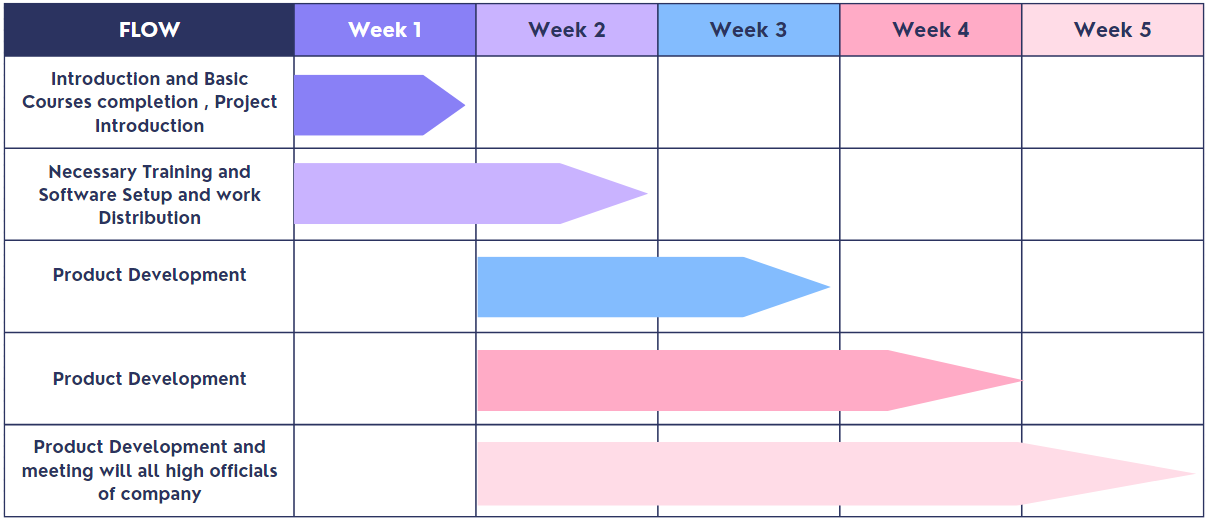 FLOW Week 1 Week 2 Week 3 Week 4 Week 5
Introduction and Basic
Courses completion , Project
Introduction
Necessary Training and
Software Setup and work
Distribution
Product Development
Product Development
Product Development and
meeting will all high officials
of company